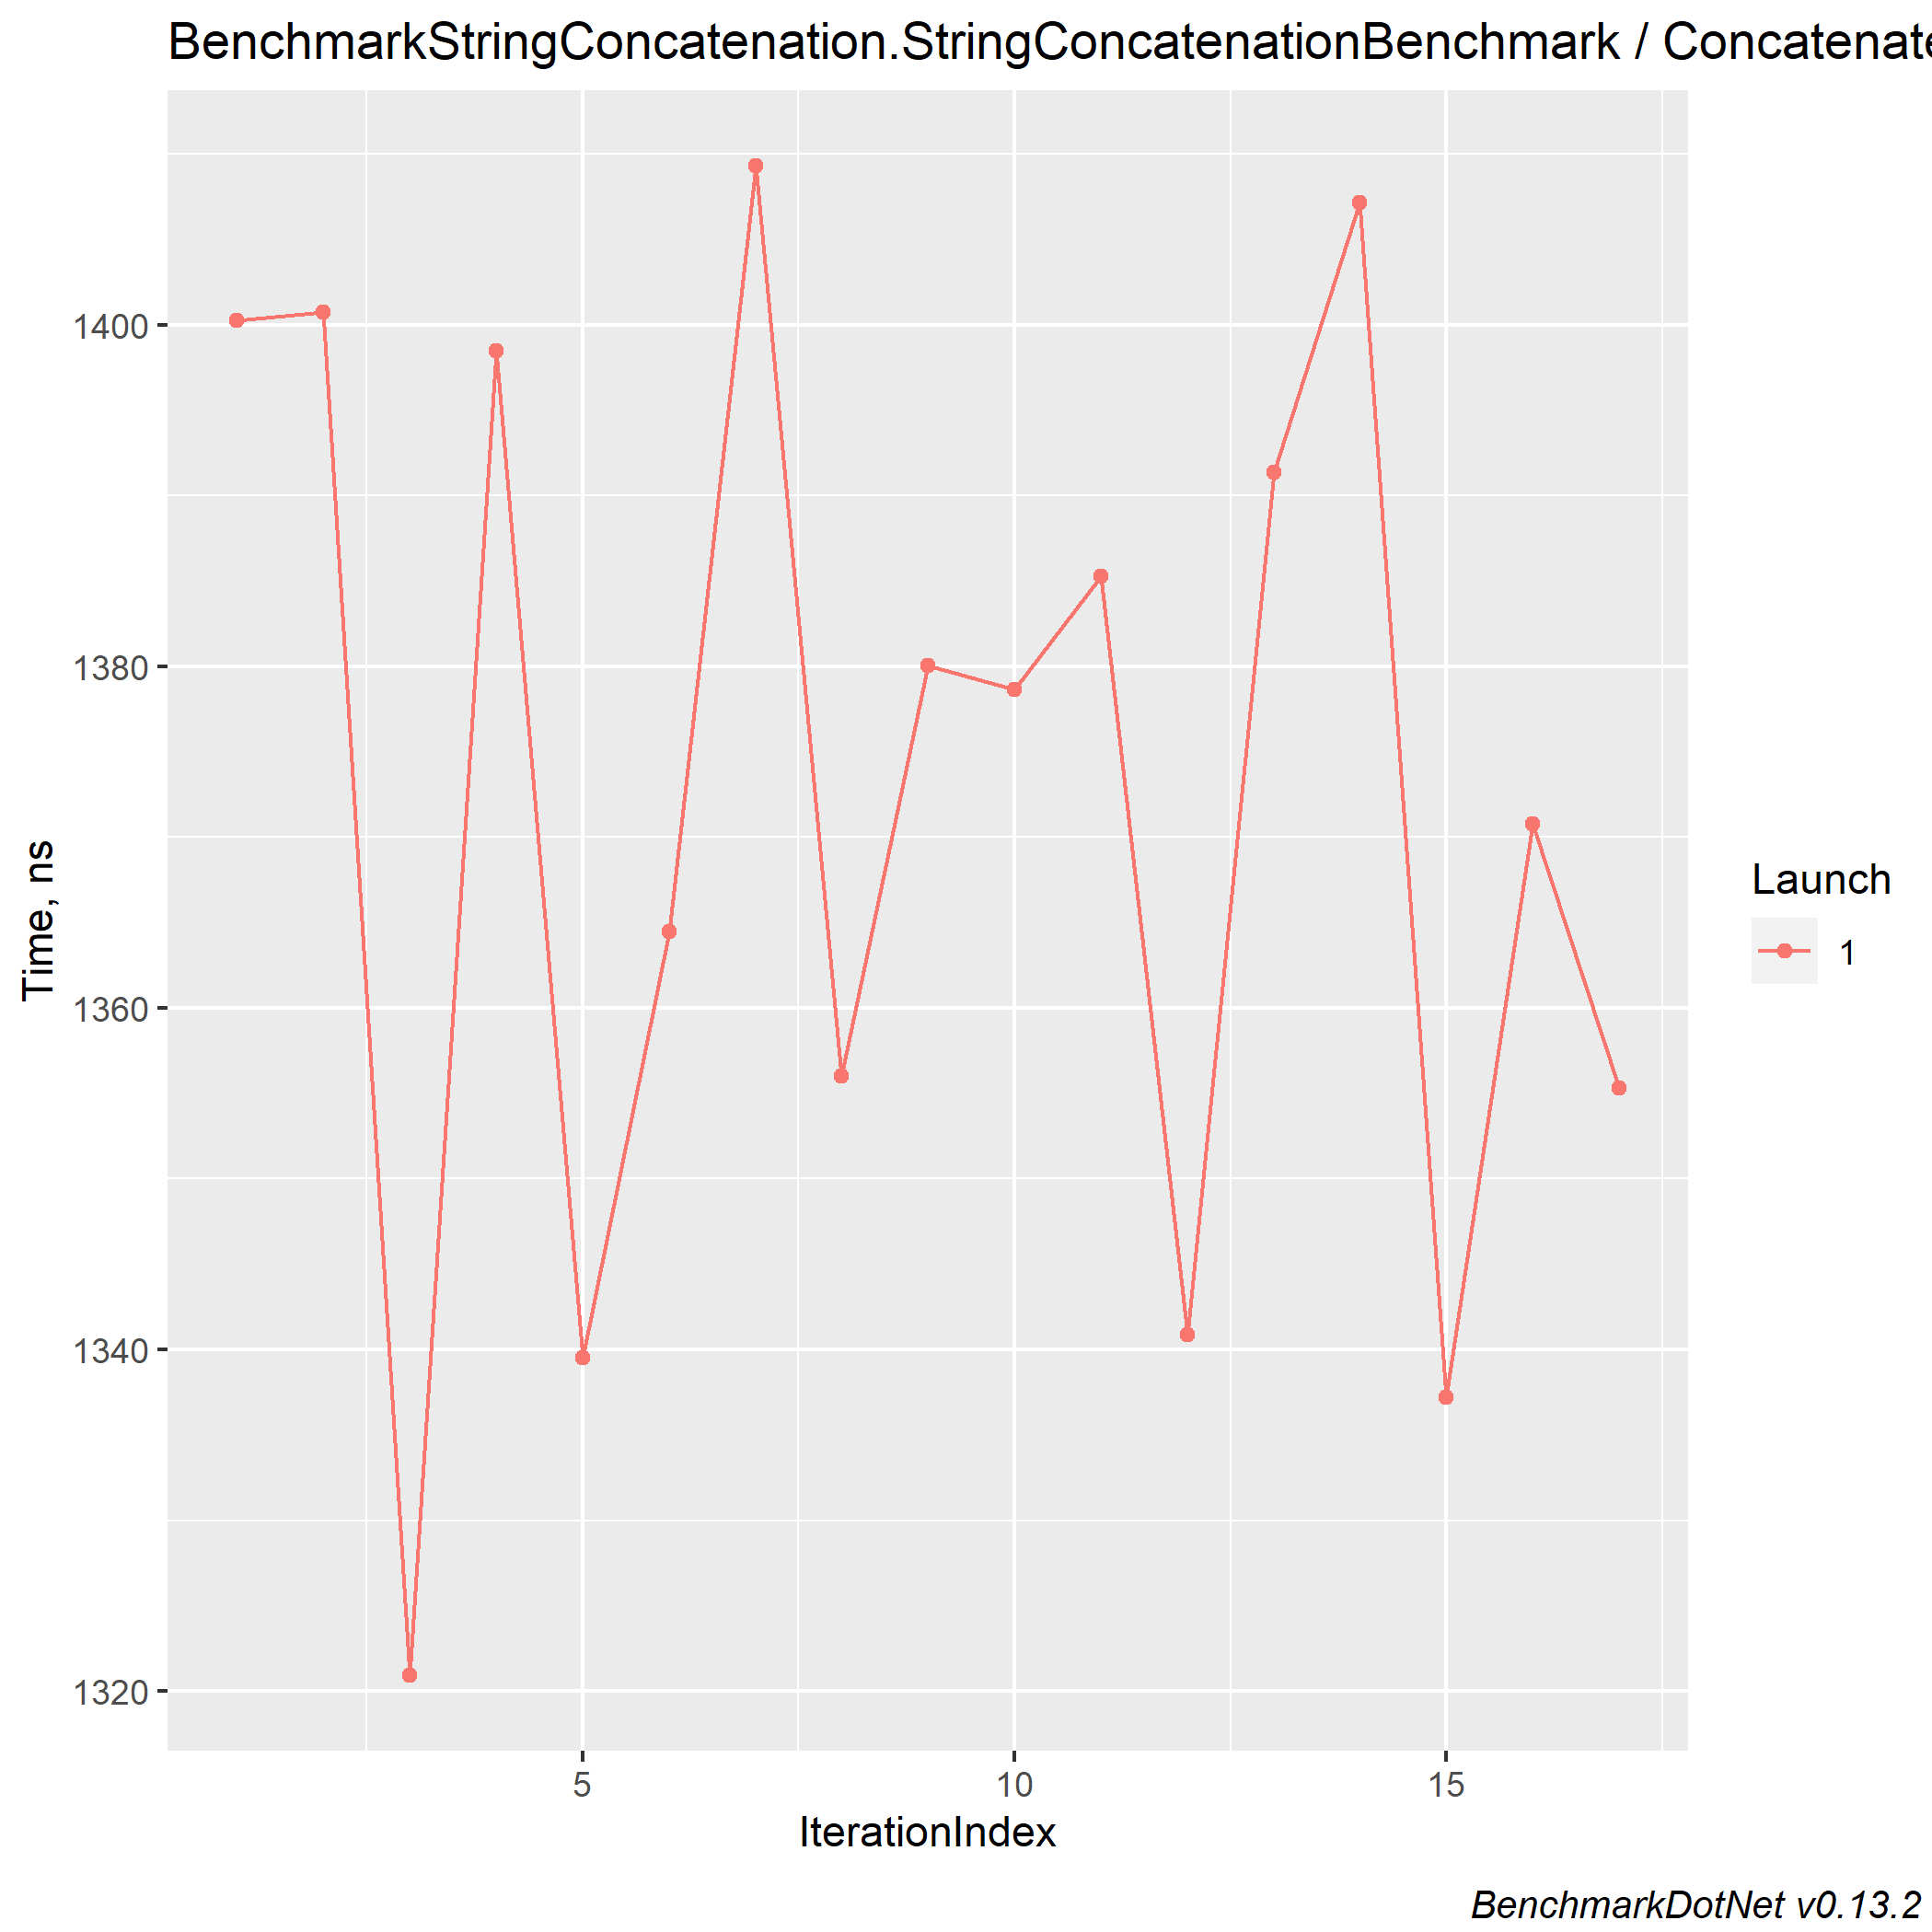 BenchmarkStringConcatenation.StringConcatenationBenchmark / Concatenate
1400
1380
1360
1340
1320
Time, ns
5 10 15
IterationIndex
Launch
1
BenchmarkDotNet v0.13.2